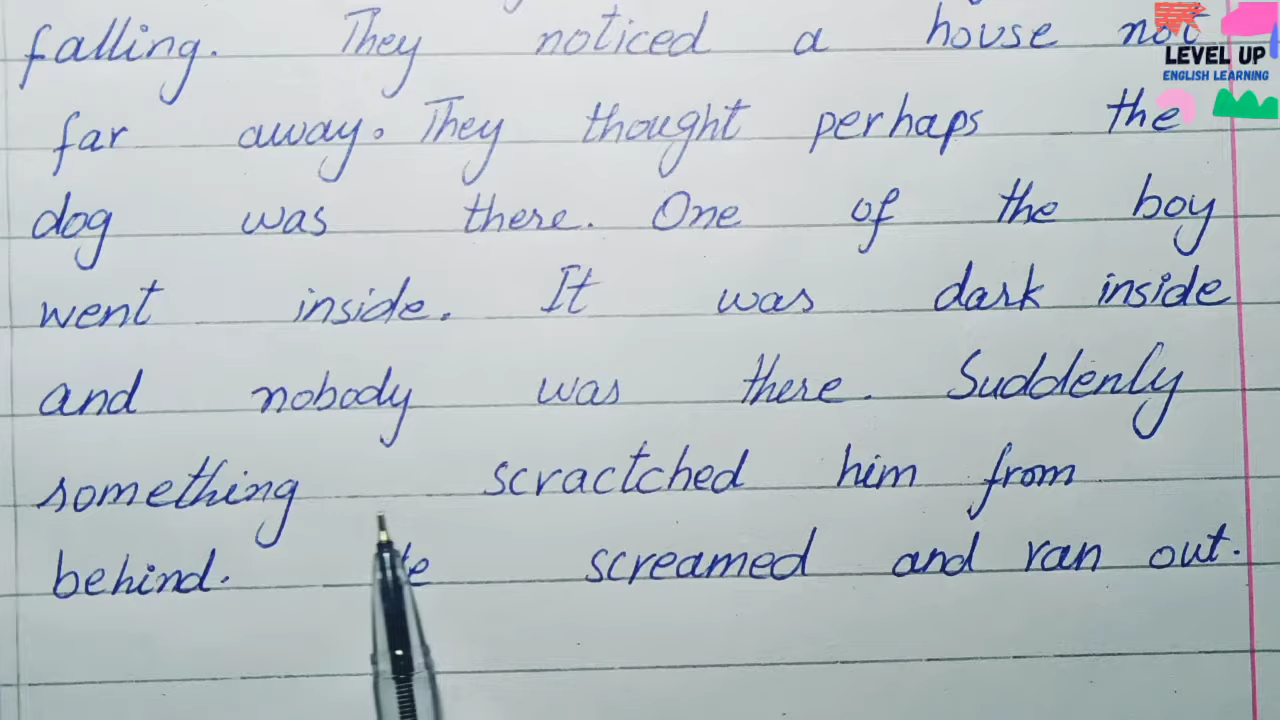 falling. They noticed a house not
LEVEL UP
ENGLISH LEARNING
far away. They thought perhaps the
dog was there. One of the boy
went inside. It was dark inside
and nobody was there. Suddenly
something scractched him from
behind. screamed and ran out.